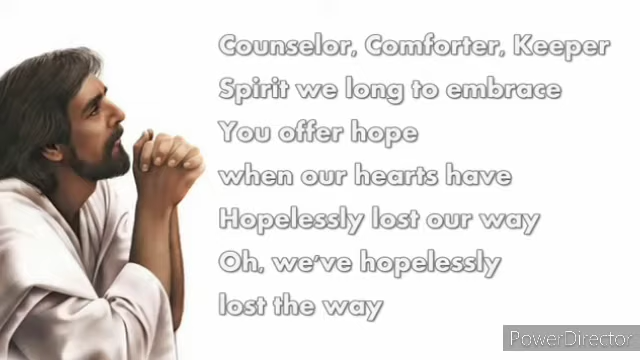 Counselor, Comforter, Keeper
Spirit we long to embrace
You offer hope
when our hearts have
Hopelessly lost our way
Oh, we've hopelessly
lost the way
PowerDirector